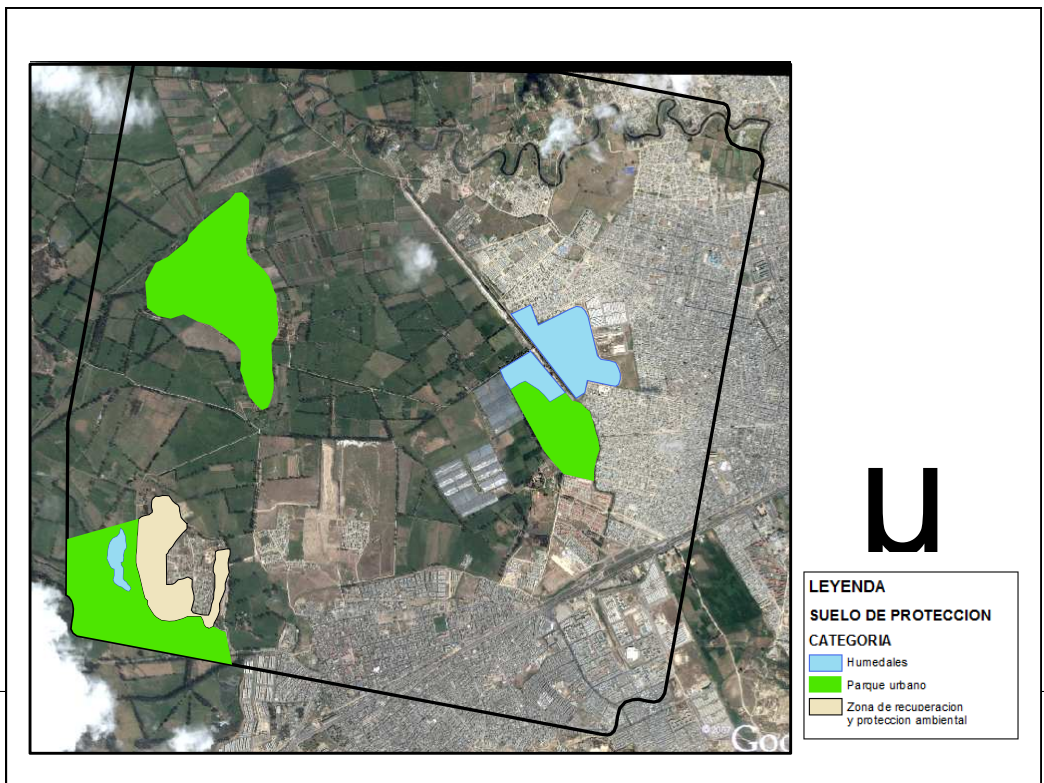 LEYENDA
SUELO DE PROTECCION
CATEGORIA
Humedales
Parque urbano
Zona de recuperacion
y proteccion ambiental